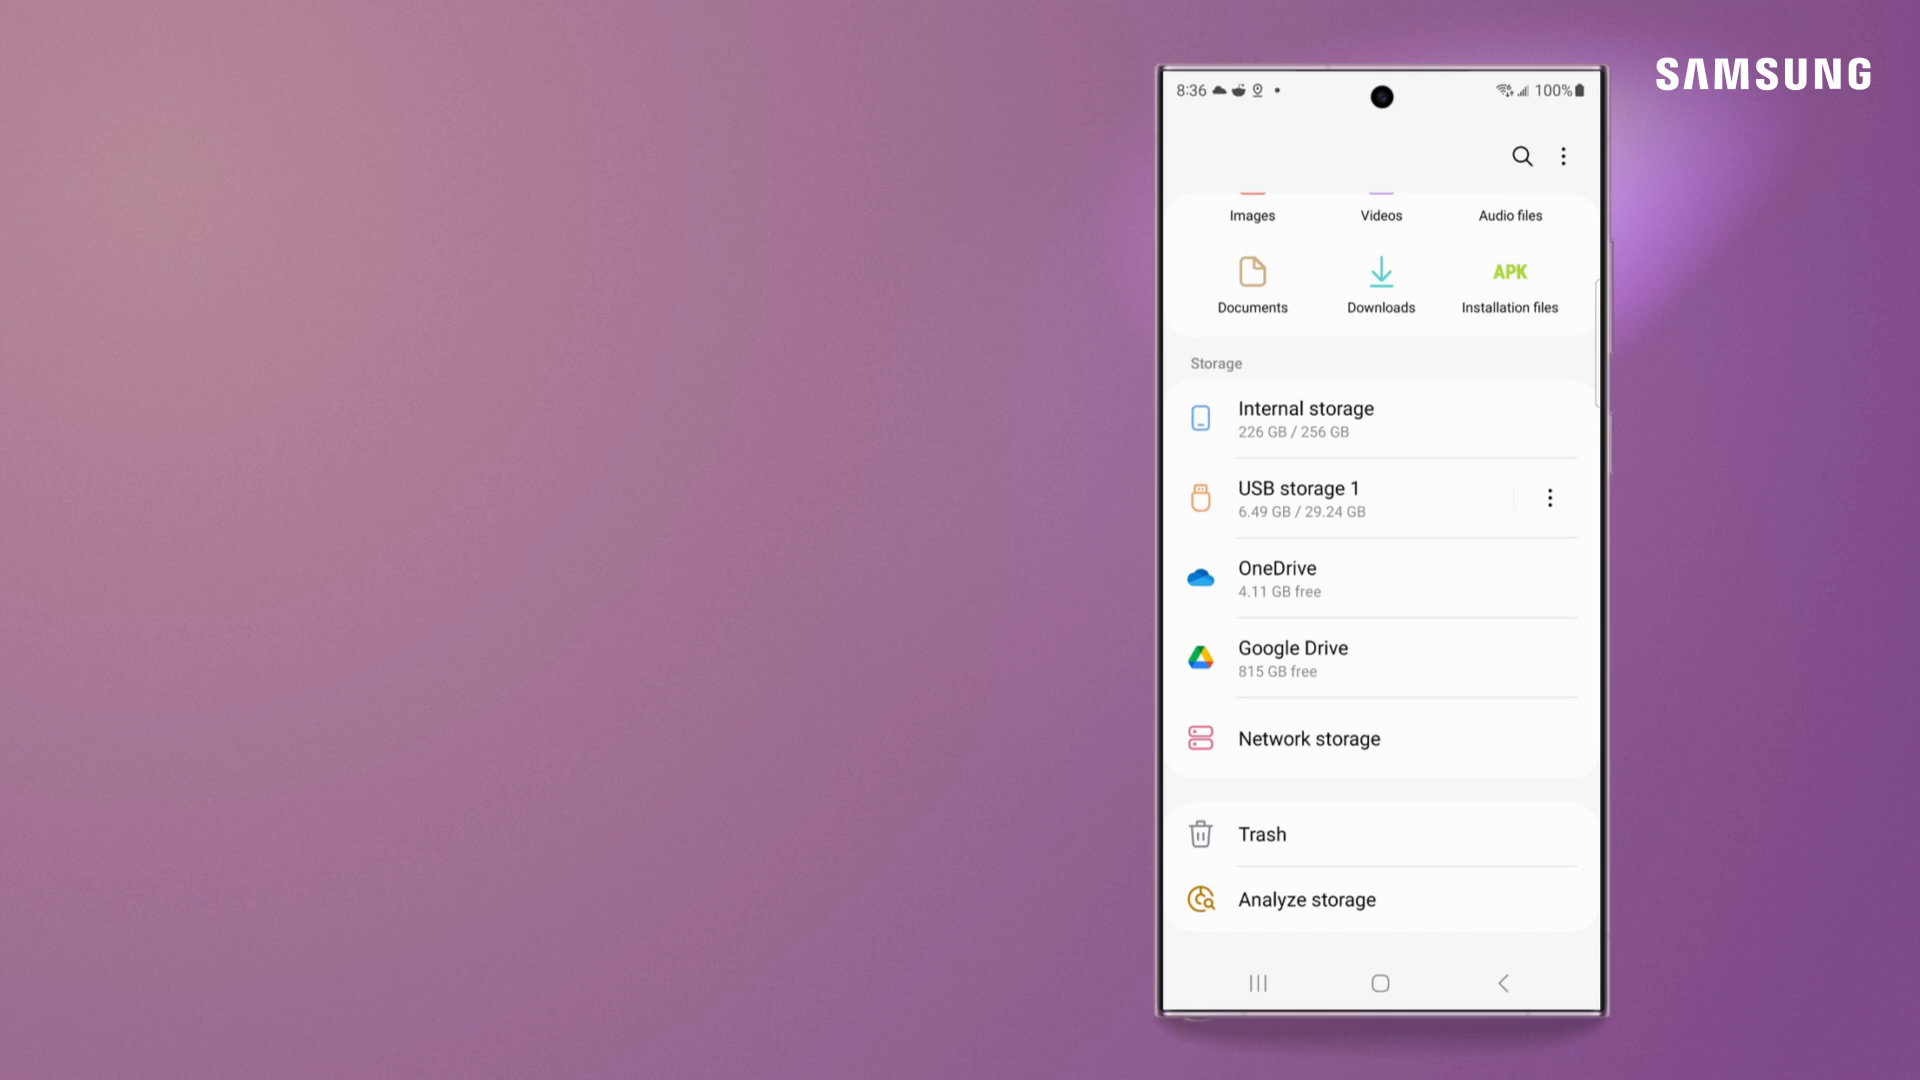 SAMSUNG
8:36
100%
Images
Videos
Audio files
APK
Documents
Downloads
Installation files
Storage
Internal storage
226 GB / 256 GB
USB storage 1
6.49 GB / 29.24 GB
OneDrive
4.11 GB free
Google Drive
815 GB free
Network storage
Trash
Analyze storage